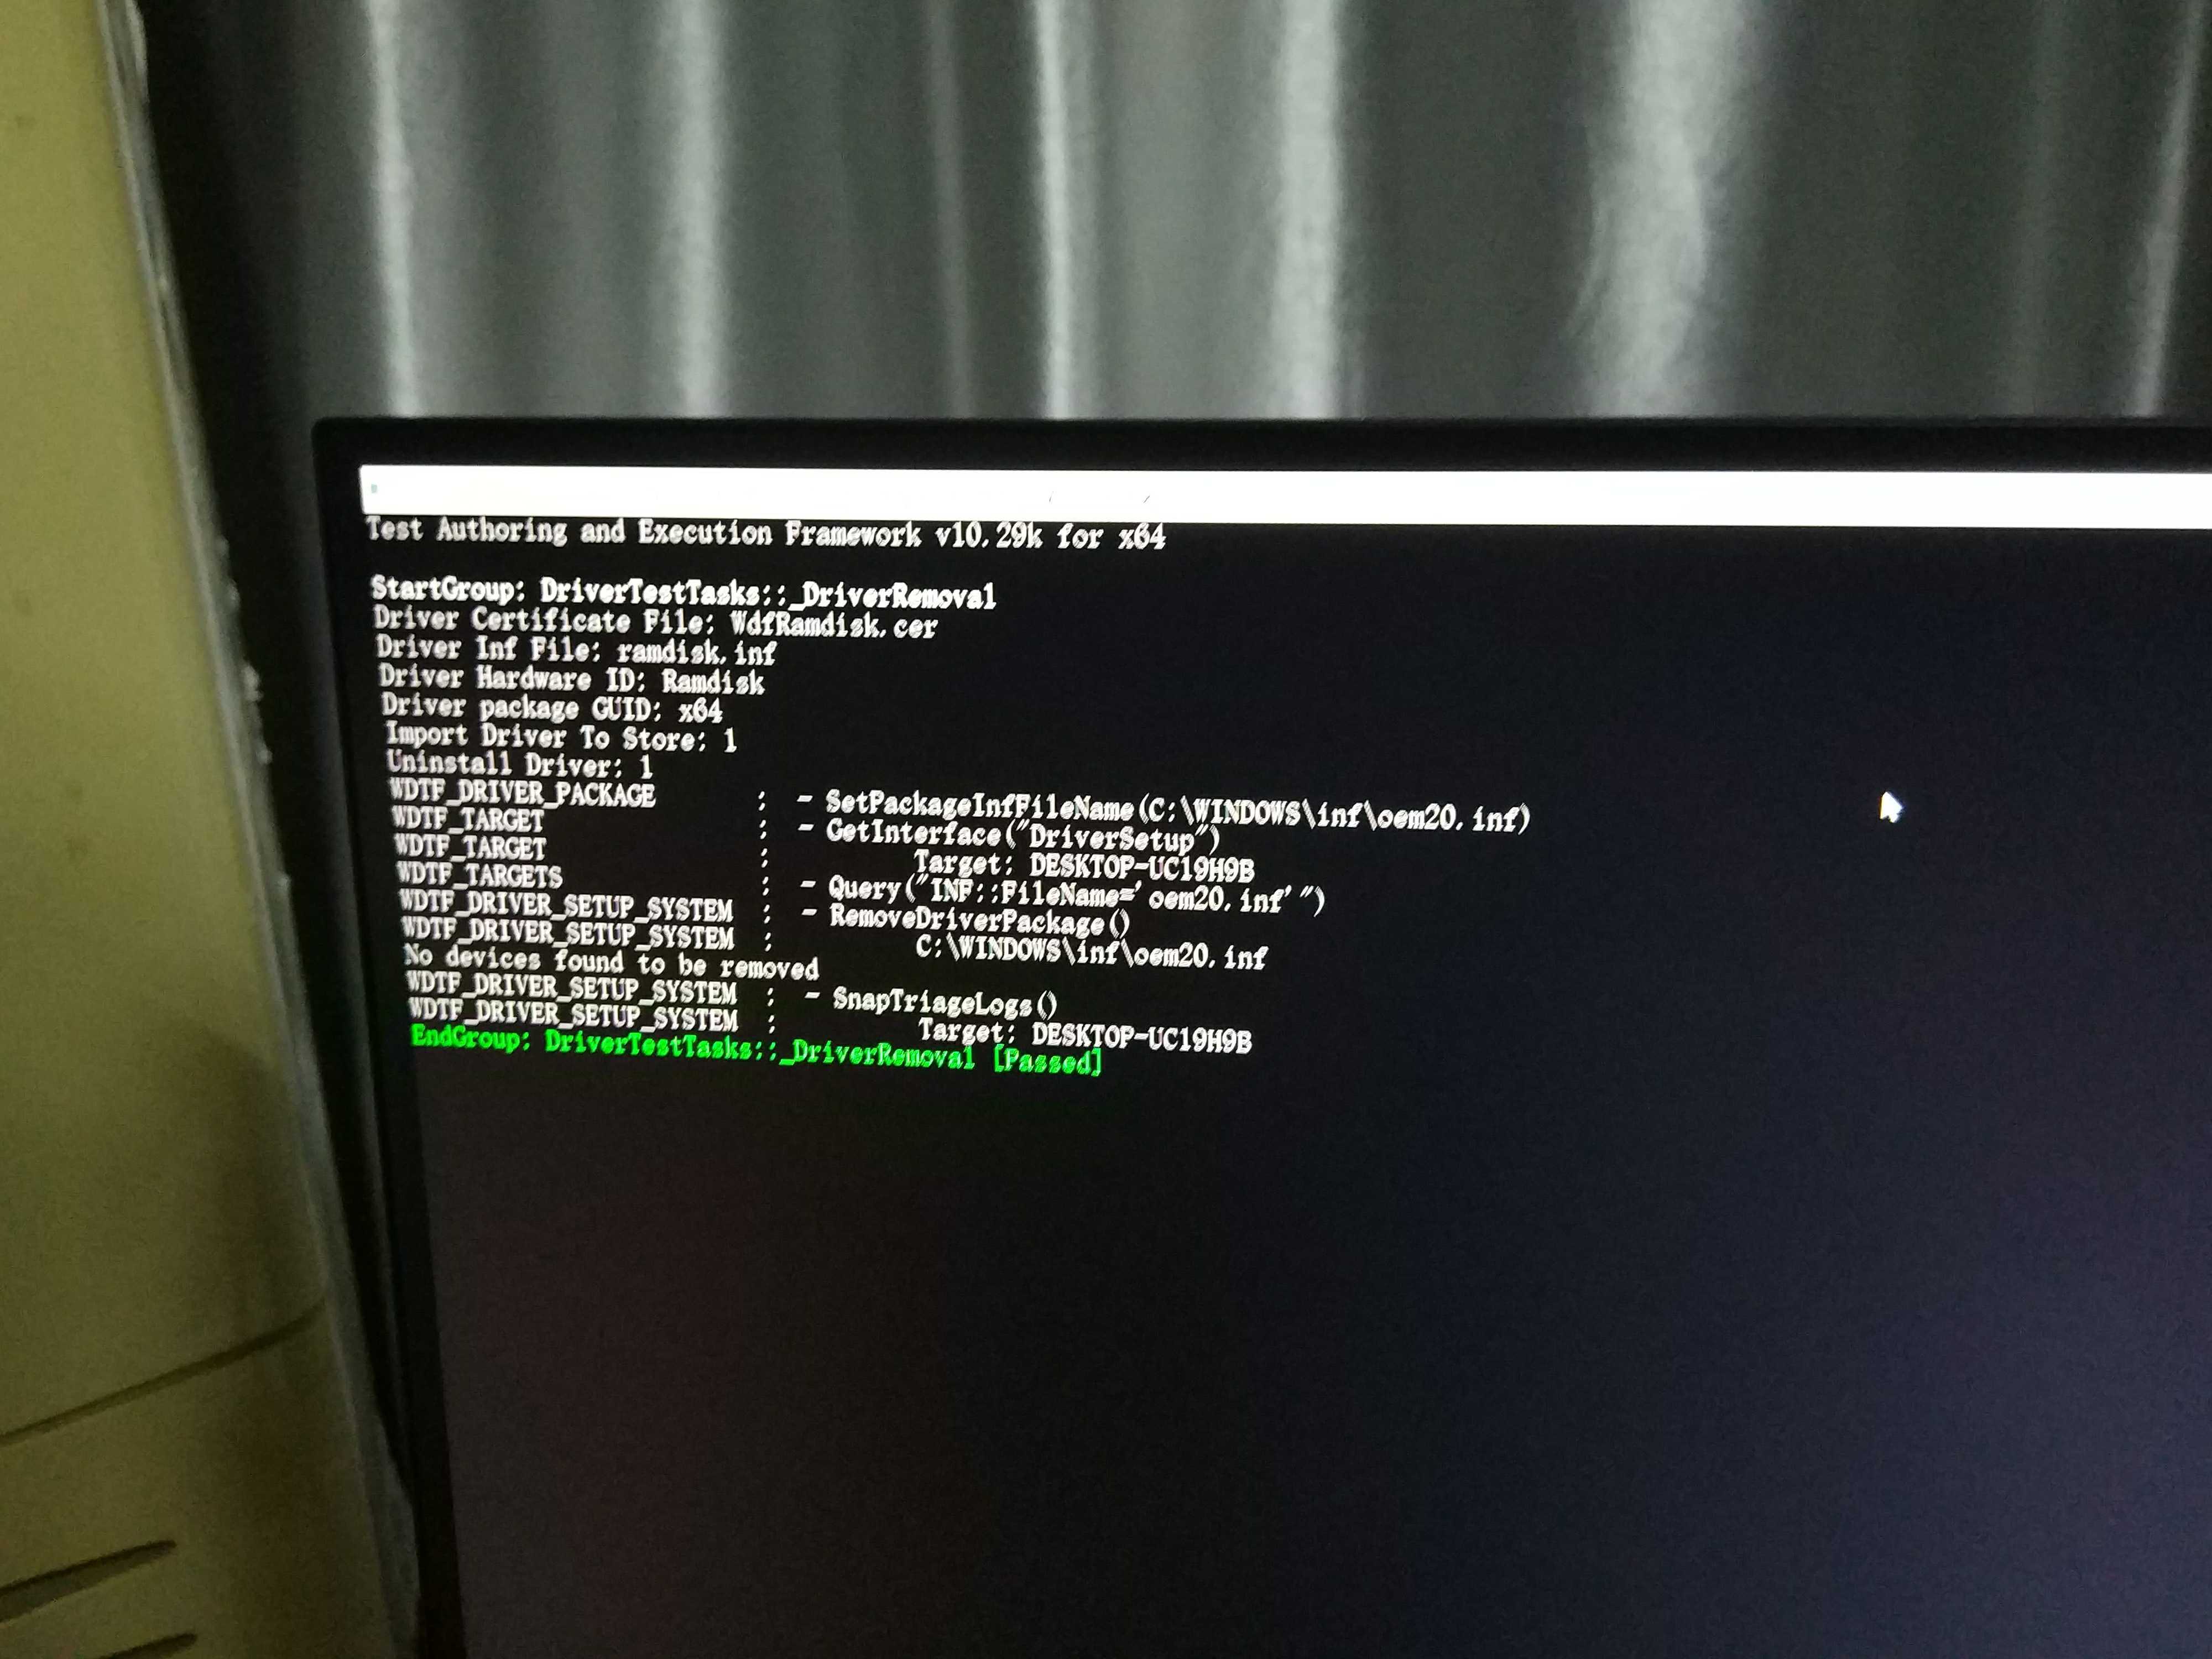 Test Authoring and Execution Framework v10.29k for x64
StartGroup: DriverTestTasks::_DriverRemoval
Driver Certificate File: WdfRamdisk.cer
Driver Inf File: ramdisk.inf
Driver Hardware ID: Ramdisk
Driver package GUID: x64
Import Driver To Store: 1
Uninstall Driver: 1
WDTF_DRIVER_PACKAGE : - SetPackageInfFileName(C:\WINDOWS\inf\oem20.inf)
WDTF_TARGET : - GetInterface("DriverSetup")
WDTF_TARGET : Target: DESKTOP-UC19H9B
WDTF_TARGETS : - Query("INF::FileName='oem20.inf'")
WDTF_DRIVER_SETUP_SYSTEM : - RemoveDriverPackage()
WDTF_DRIVER_SETUP_SYSTEM : C:\WINDOWS\inf\oem20.inf
No devices found to be removed
WDTF_DRIVER_SETUP_SYSTEM : - SnapTriageLogs()
WDTF_DRIVER_SETUP_SYSTEM : Target: DESKTOP-UC19H9B
EndGroup: DriverTestTasks::_DriverRemoval [Passed]